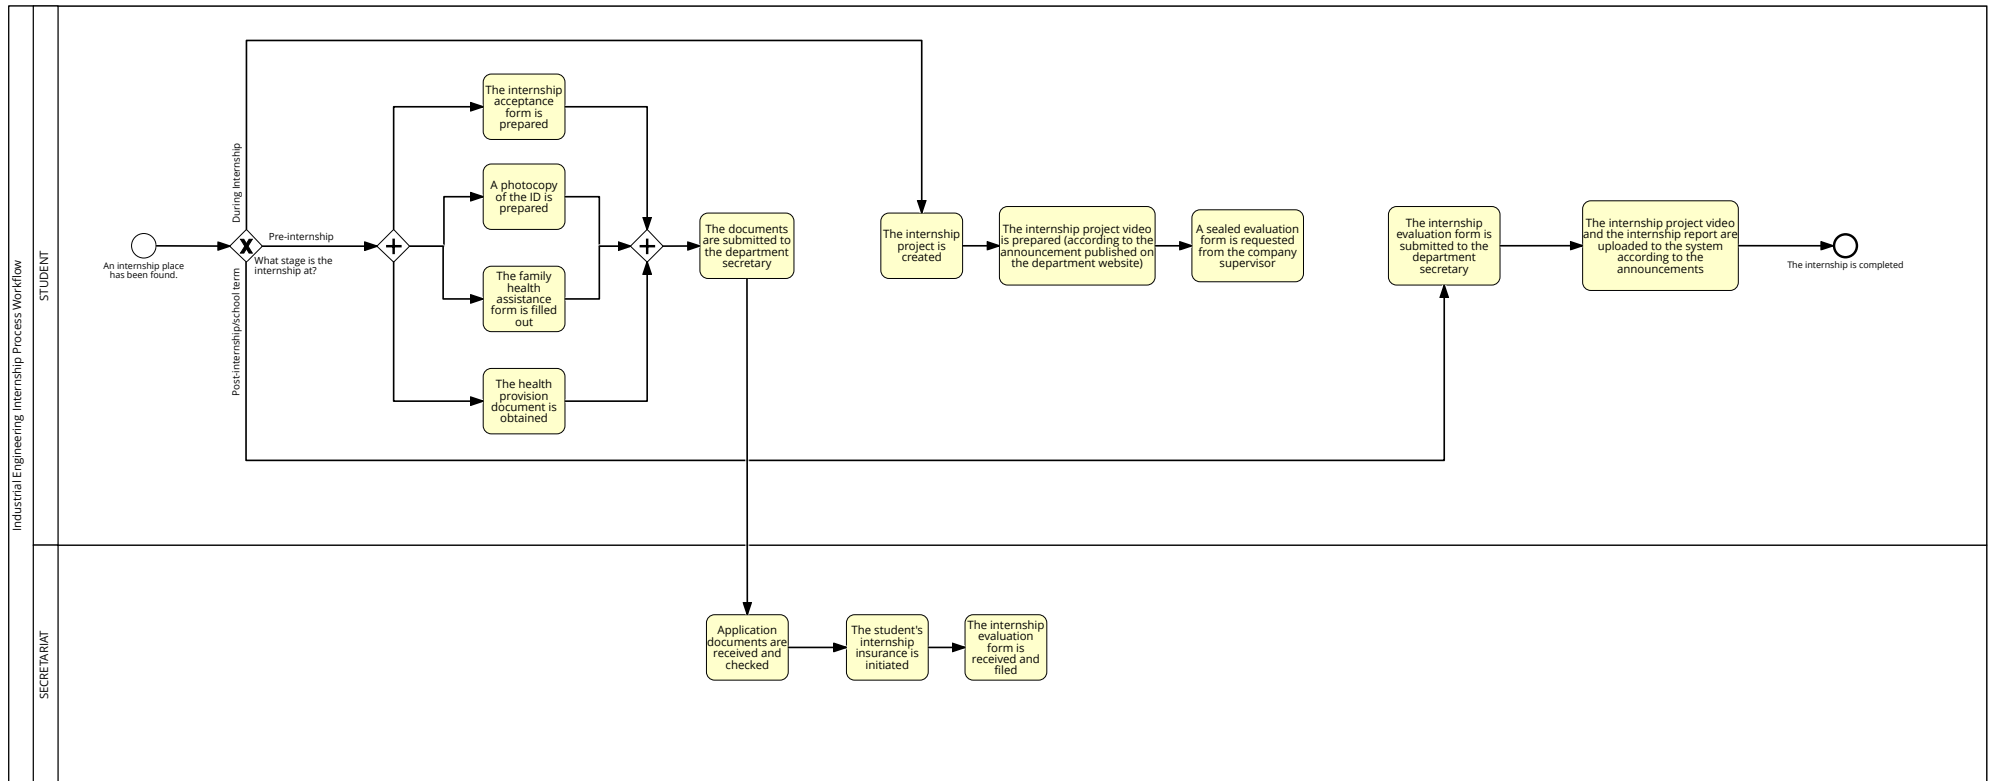 Industrial Engineering Internship Process Workflow
STUDENT
An internship place
has been found.
During Internship
Pre-internship
What stage is the
internship at?
Post-internship/school term
The internship
acceptance
form is
prepared
A photocopy
of the ID is
prepared
The family
health
assistance
form is filled
out
The health
provision
document is
obtained
The documents
are submitted to
the department
secretary
The internship
project is
created
The internship project video
is prepared (according to the
announcement published on
the department website)
A sealed evaluation
form is requested
from the company
supervisor
The internship
evaluation form is
submitted to the
department
secretary
The internship project video
and the internship report are
uploaded to the system
according to the
announcements
The internship is completed
SECRETARIAT
Application
documents are
received and
checked
The student's
internship
insurance is
initiated
The internship
evaluation
form is
received and
filed